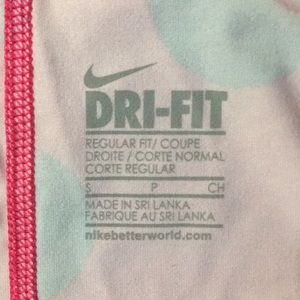 DRI-FIT
REGULAR FIT/ COUPE
DROITE / CORTE NORMAL
CORTE REGULAR
S P CH
MADE IN SRI LANKA
FABRIQUE AU SRI LANKA
nikebetterworld.com